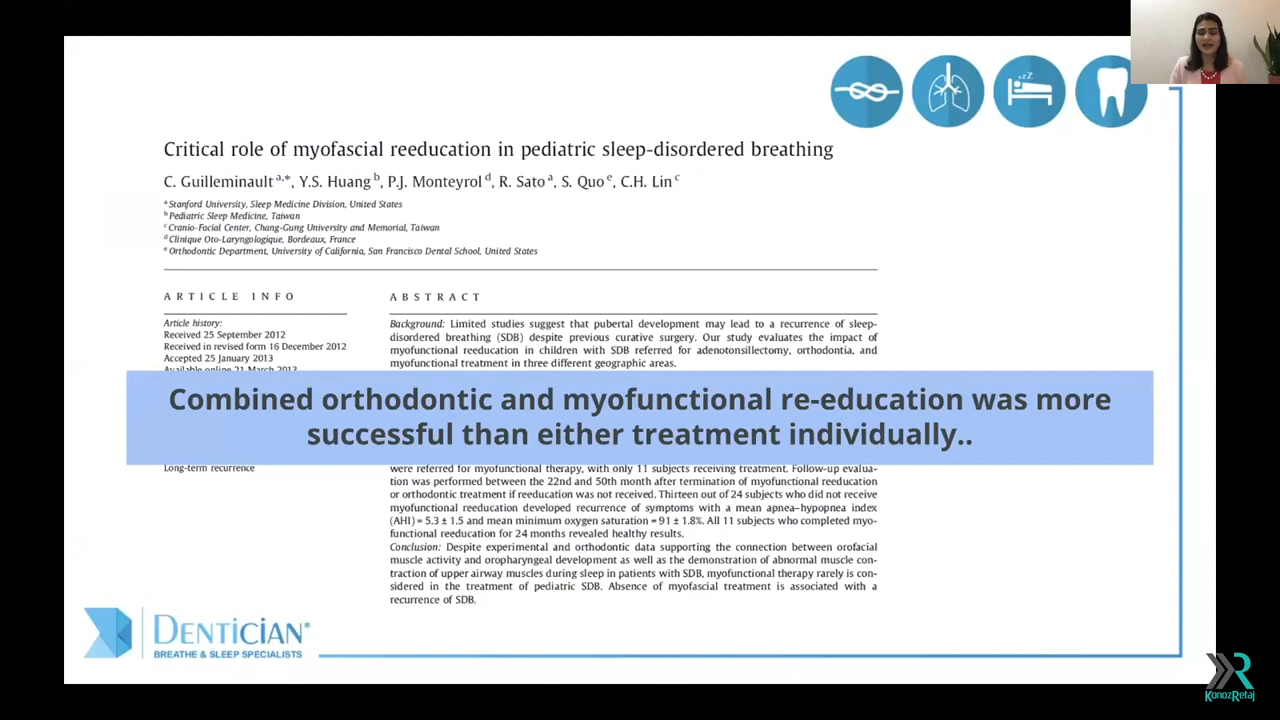 zZ
Critical role of myofascial reeducation in pediatric sleep-disordered breathing
C. Guilleminault a,*, Y.S. Huang b, P.J. Monteyrol d, R. Sato a, S. Quo e, C.H. Lin c
a Stanford University, Sleep Medicine Division, United States
b Pediatric Sleep Medicine, Taiwan
c Cranio-Facial Center, Chang-Gung University and Memorial, Taiwan
d Clinique Oto-Laryngologique, Bordeaux, France
e Orthodontic Department, University of California, San Francisco Dental School, United States
ARTICLE INFO
Article history:
Received 25 September 2012
Received in revised form 16 December 2012
Accepted 25 January 2013
Available online 21 March 2013
ABSTRACT
Background: Limited studies suggest that pubertal development may lead to a recurrence of sleep-
disordered breathing (SDB) despite previous curative surgery. Our study evaluates the impact of
myofunctional reeducation in children with SDB referred for adenotonsillectomy, orthodontia, and
myofunctional treatment in three different geographic areas.
Combined orthodontic and myofunctional re-education was more
successful than either treatment individually..
Long-term recurrence
were referred for myofunctional therapy, with only 11 subjects receiving treatment. Follow-up evalua-
tion was performed between the 22nd and 50th month after termination of myofunctional reeducation
or orthodontic treatment if reeducation was not received. Thirteen out of 24 subjects who did not receive
myofunctional reeducation developed recurrence of symptoms with a mean apnea–hypopnea index
(AHI) = 5.3 ± 1.5 and mean minimum oxygen saturation = 91 ± 1.8%. All 11 subjects who completed myo-
functional reeducation for 24 months revealed healthy results.
Conclusion: Despite experimental and orthodontic data supporting the connection between orofacial
muscle activity and oropharyngeal development as well as the demonstration of abnormal muscle con-
traction of upper airway muscles during sleep in patients with SDB, myofunctional therapy rarely is con-
sidered in the treatment of pediatric SDB. Absence of myofascial treatment is associated with a
recurrence of SDB.
DENTICIAN®
BREATHE & SLEEP SPECIALISTS
KonozRetaj